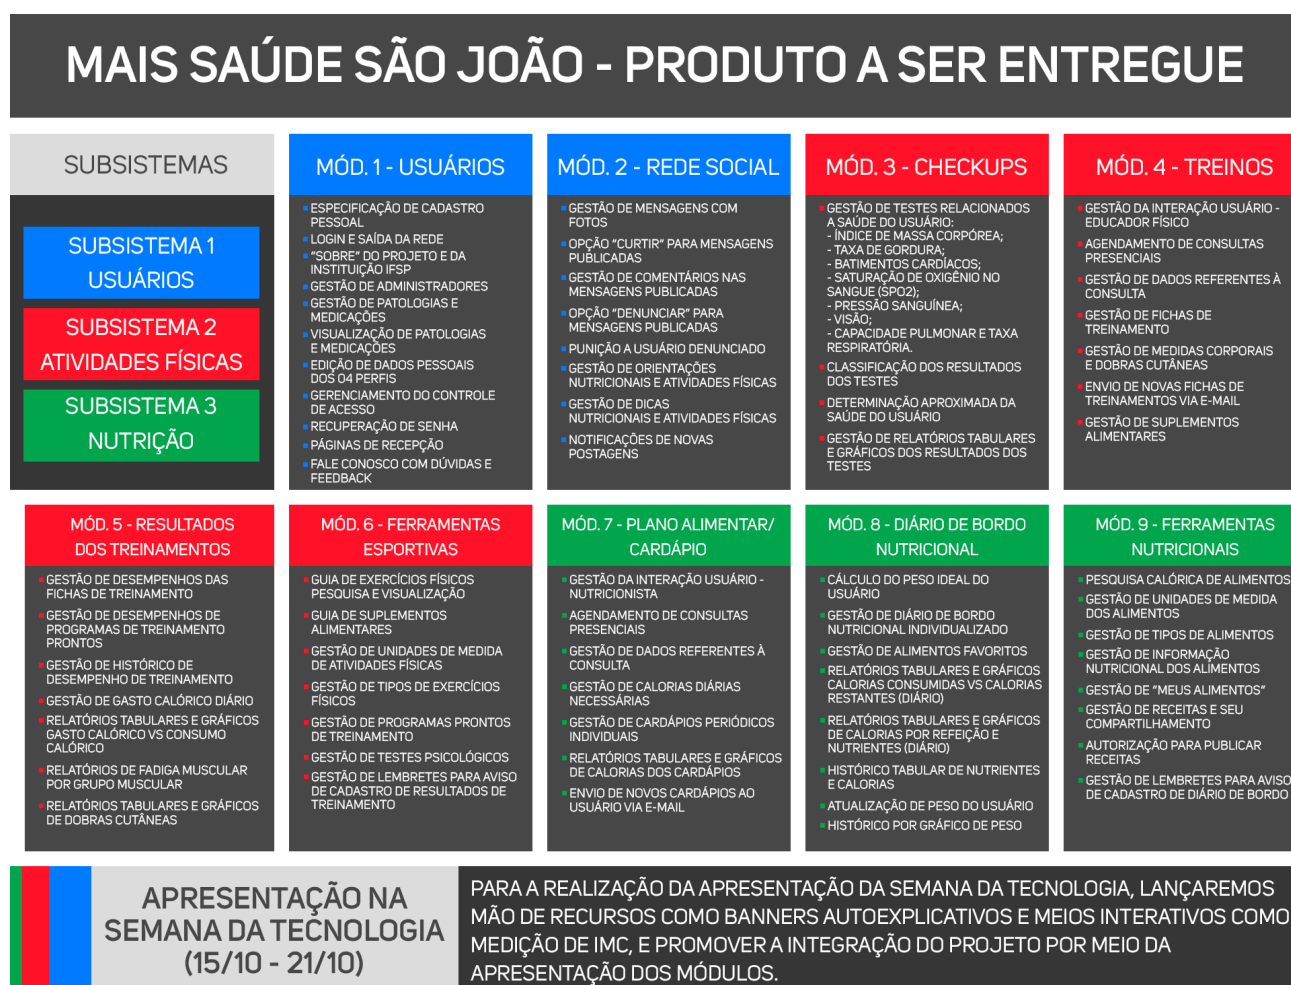 MAIS SAÚDE SÃO JOÃO - PRODUTO A SER ENTREGUE
SUBSISTEMAS
SUBSISTEMA 1
USUÁRIOS
SUBSISTEMA 2
ATIVIDADES FÍSICAS
SUBSISTEMA 3
NUTRIÇÃO
MÓD. 1 - USUÁRIOS
ESPECIFICAÇÃO DE CADASTRO
PESSOAL
LOGIN E SAÍDA DA REDE
"SOBRE" DO PROJETO E DA
INSTITUIÇÃO IFSP
GESTÃO DE ADMINISTRADORES
GESTÃO DE PATOLOGIAS E
MEDICAÇÕES
VISUALIZAÇÃO DE PATOLOGIAS
E MEDICAÇÕES
EDIÇÃO DE DADOS PESSOAIS
DOS 04 PERFIS
GERENCIAMENTO DO CONTROLE
DE ACESSO
RECUPERAÇÃO DE SENHA
PÁGINAS DE RECEPÇÃO
FALE CONOSCO COM DÚVIDAS E
FEEDBACK
MÓD. 2 - REDE SOCIAL
GESTÃO DE MENSAGENS COM
FOTOS
OPÇÃO "CURTIR" PARA MENSAGENS
PUBLICADAS
GESTÃO DE COMENTÁRIOS NAS
MENSAGENS PUBLICADAS
OPÇÃO "DENUNCIAR" PARA
MENSAGENS PUBLICADAS
PUNIÇÃO A USUÁRIO DENUNCIADO
GESTÃO DE ORIENTAÇÕES
NUTRICIONAIS E ATIVIDADES FÍSICAS
GESTÃO DE DICAS
NUTRICIONAIS E ATIVIDADES FÍSICAS
NOTIFICAÇÕES DE NOVAS
POSTAGENS
MÓD. 3 - CHECKUPS
GESTÃO DE TESTES RELACIONADOS
A SAÚDE DO USUÁRIO:
- ÍNDICE DE MASSA CORPÓREA;
- TAXA DE GORDURA;
- BATIMENTOS CARDÍACOS;
- SATURAÇÃO DE OXIGÊNIO NO
SANGUE (SPO2);
- PRESSÃO SANGUÍNEA;
- VISÃO;
- CAPACIDADE PULMONAR E TAXA
RESPIRATÓRIA.
CLASSIFICAÇÃO DOS RESULTADOS
DOS TESTES
DETERMINAÇÃO APROXIMADA DA
SAÚDE DO USUÁRIO
GESTÃO DE RELATÓRIOS TABULARES
E GRÁFICOS DOS RESULTADOS DOS
TESTES
MÓD. 4 - TREINOS
GESTÃO DA INTERAÇÃO USUÁRIO -
EDUCADOR FÍSICO
AGENDAMENTO DE CONSULTAS
PRESENCIAIS
GESTÃO DE DADOS REFERENTES À
CONSULTA
GESTÃO DE FICHAS DE
TREINAMENTO
GESTÃO DE MEDIDAS CORPORAIS
E DOBRAS CUTÂNEAS
ENVIO DE NOVAS FICHAS DE
TREINAMENTOS VIA E-MAIL
GESTÃO DE SUPLEMENTOS
ALIMENTARES
MÓD. 5 - RESULTADOS
DOS TREINAMENTOS
GESTÃO DE DESEMPENHOS DAS
FICHAS DE TREINAMENTO
GESTÃO DE DESEMPENHOS DE
PROGRAMAS DE TREINAMENTO
PRONTOS
GESTÃO DE HISTÓRICO DE
DESEMPENHO DE TREINAMENTO
GESTÃO DE GASTO CALÓRICO DIÁRIO
RELATÓRIOS TABULARES E GRÁFICOS
GASTO CALÓRICO VS CONSUMO
CALÓRICO
RELATÓRIOS DE FADIGA MUSCULAR
POR GRUPO MUSCULAR
RELATÓRIOS TABULARES E GRÁFICOS
DE DOBRAS CUTÂNEAS
MÓD. 6 - FERRAMENTAS
ESPORTIVAS
GUIA DE EXERCÍCIOS FÍSICOS
PESQUISA E VISUALIZAÇÃO
GUIA DE SUPLEMENTOS
ALIMENTARES
GESTÃO DE UNIDADES DE MEDIDA
DE ATIVIDADES FÍSICAS
GESTÃO DE TIPOS DE EXERCÍCIOS
FÍSICOS
GESTÃO DE PROGRAMAS PRONTOS
DE TREINAMENTO
GESTÃO DE TESTES PSICOLÓGICOS
GESTÃO DE LEMBRETES PARA AVISO
DE CADASTRO DE RESULTADOS DE
TREINAMENTO
MÓD. 7 - PLANO ALIMENTAR/
CARDÁPIO
GESTÃO DA INTERAÇÃO USUÁRIO -
NUTRICIONISTA
AGENDAMENTO DE CONSULTAS
PRESENCIAIS
GESTÃO DE DADOS REFERENTES À
CONSULTA
GESTÃO DE CALORIAS DIÁRIAS
NECESSÁRIAS
GESTÃO DE CARDÁPIOS PERIÓDICOS
INDIVIDUAIS
RELATÓRIOS TABULARES E GRÁFICOS
DE CALORIAS DOS CARDÁPIOS
ENVIO DE NOVOS CARDÁPIOS AO
USUÁRIO VIA E-MAIL
MÓD. 8 - DIÁRIO DE BORDO
NUTRICIONAL
CÁLCULO DO PESO IDEAL DO
USUÁRIO
GESTÃO DE DIÁRIO DE BORDO
NUTRICIONAL INDIVIDUALIZADO
GESTÃO DE ALIMENTOS FAVORITOS
RELATÓRIOS TABULARES E GRÁFICOS
CALORIAS CONSUMIDAS VS CALORIAS
RESTANTES (DIÁRIO)
RELATÓRIOS TABULARES E GRÁFICOS
DE CALORIAS POR REFEIÇÃO E
NUTRIENTES (DIÁRIO)
HISTÓRICO TABULAR DE NUTRIENTES
E CALORIAS
ATUALIZAÇÃO DE PESO DO USUÁRIO
HISTÓRICO POR GRÁFICO DE PESO
MÓD. 9 - FERRAMENTAS
NUTRICIONAIS
PESQUISA CALÓRICA DE ALIMENTOS
GESTÃO DE UNIDADES DE MEDIDA
DOS ALIMENTOS
GESTÃO DE TIPOS DE ALIMENTOS
GESTÃO DE INFORMAÇÃO
NUTRICIONAL DOS ALIMENTOS
GESTÃO DE "MEUS ALIMENTOS"
GESTÃO DE RECEITAS E SEU
COMPARTILHAMENTO
AUTORIZAÇÃO PARA PUBLICAR
RECEITAS
GESTÃO DE LEMBRETES PARA AVISO
DE CADASTRO DE DIÁRIO DE BORDO
APRESENTAÇÃO NA
SEMANA DA TECNOLOGIA
(15/10 - 21/10)
PARA A REALIZAÇÃO DA APRESENTAÇÃO DA SEMANA DA TECNOLOGIA, LANÇAREMOS
MÃO DE RECURSOS COMO BANNERS AUTOEXPLICATIVOS E MEIOS INTERATIVOS COMO
MEDIÇÃO DE IMC, E PROMOVER A INTEGRAÇÃO DO PROJETO POR MEIO DA
APRESENTAÇÃO DOS MÓDULOS.